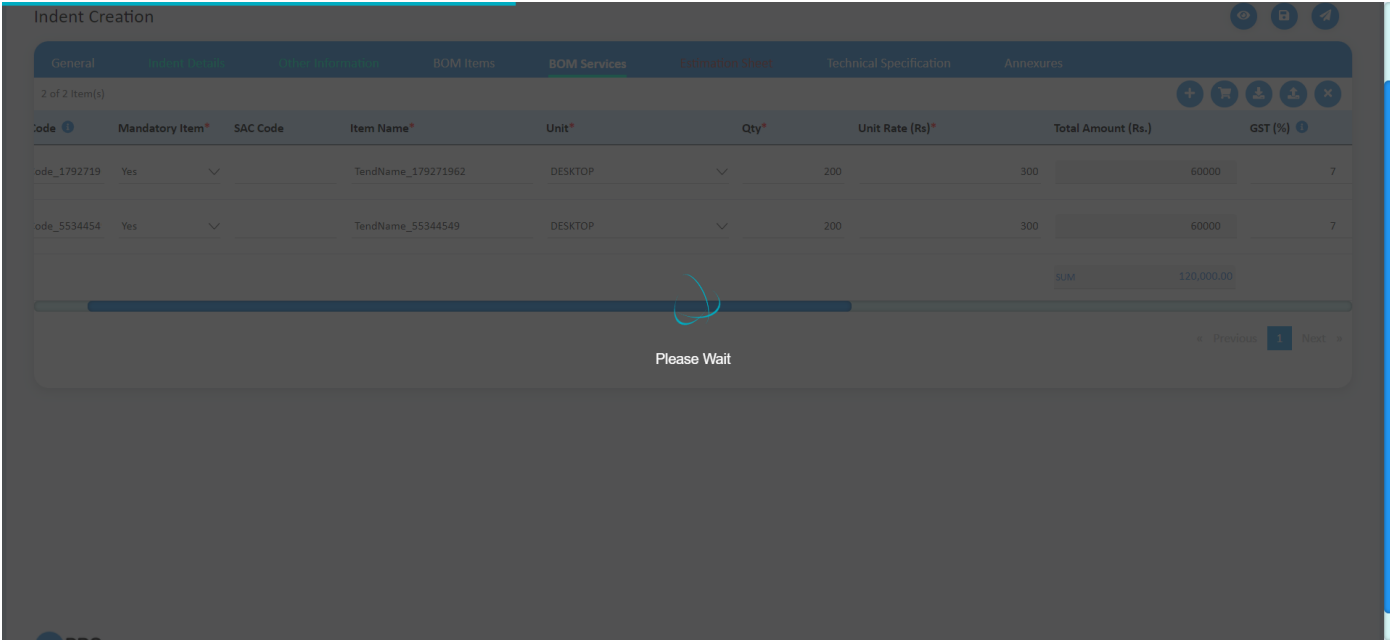 Indent Creation
General Indent Details Other Information BOM Items BOM Services Technical Specification Annexures
2 of 2 Item(s)
Code Mandatory Item* SAC Code Item Name* Unit* Qty* Unit Rate (Rs)* Total Amount (Rs.) GST (%)
ode_1792719 Yes TendName_179271962 DESKTOP 200 300 60000 7
ode_5534454 Yes TendName_55344549 DESKTOP 200 300 60000 7
SUM 120,000.00
« Previous 1 Next »
Please Wait